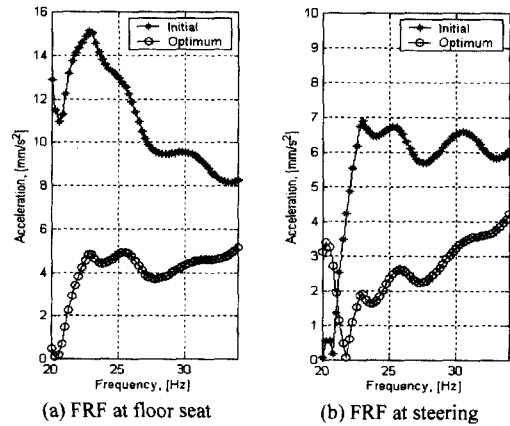 16
14
12
10
8
6
4
2
0
Acceleration, [mm/s²]
Initial
Optimum
20 25 30
Frequency, [Hz]
(a) FRF at floor seat
10
9
8
7
6
5
4
3
2
1
0
Acceleration, [mm/s²]
Initial
Optimum
20 25 30
Frequency, [Hz]
(b) FRF at steering